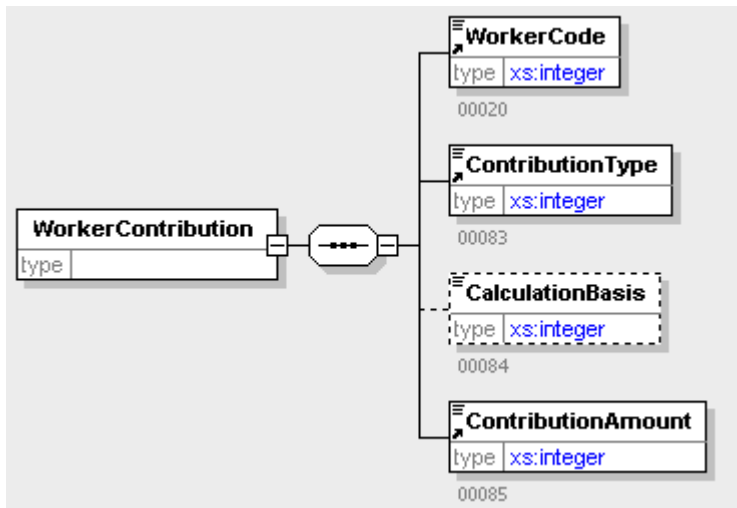 WorkerContribution
type
WorkerCode
type xs:integer
00020
ContributionType
type xs:integer
00083
CalculationBasis
type xs:integer
00084
ContributionAmount
type xs:integer
00085